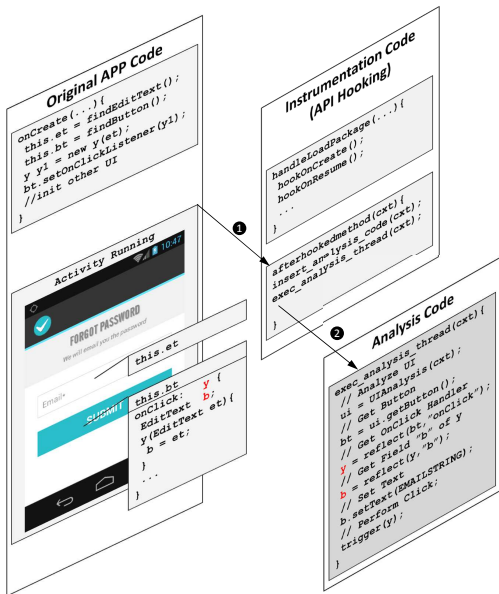 Original APP Code
onCreate(...){
this.et = findEditText();
this.bt = findButton();
y y1 = new y(et);
bt.setOnClickListener(y1);
//init other UI
}
Activity Running
10:47
FORGOT PASSWORD
We will email you the password
Email*
SUBMIT
this.et
this.bt
onClick: y {
EditText b;
y(EditText et){
b = et;
}
...
}
Instrumentation Code
(API Hooking)
handleLoadPackage(...){
hookOnCreate();
hookOnResume();
...
}
1
afterhookedmethod(cxt){
insert_analysis_code(cxt);
exec_analysis_thread(cxt);
}
2
Analysis Code
exec_analysis_thread(cxt){
// Analyze UI
ui = UIAnalysis(cxt);
// Get Button
bt = ui.getButton();
// Get OnClick Handler
y = reflect(bt, "onClick");
// Get Field "b" of y
b = reflect(y, "b");
// Set Text
b.setText(EMAILSTRING);
// Perform Click:
trigger(y);
}